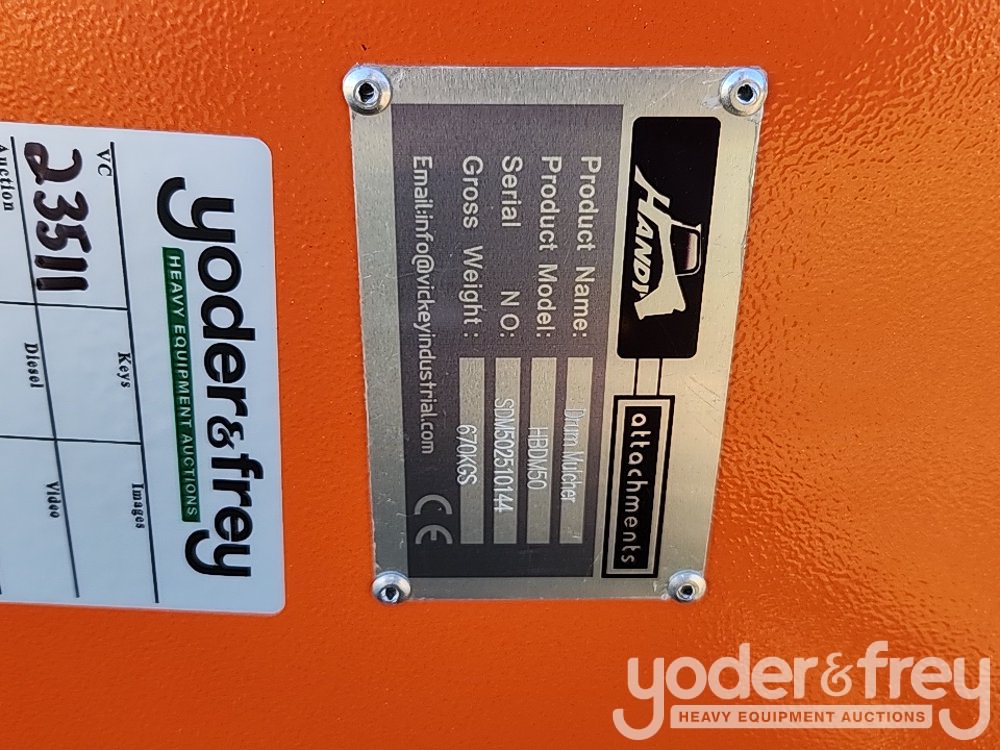 HANDI
attachments
Product Name: Drum Mulcher
Product Model: HBDM50
Serial NO: SDM502510144
Gross Weight: 670KGS
Email:info@vickeyindustrial.com
CE
yoder&frey
HEAVY EQUIPMENT AUCTIONS
Keys Images
VC 23511
Diesel Video
Auction
yoder&frey
HEAVY EQUIPMENT AUCTIONS